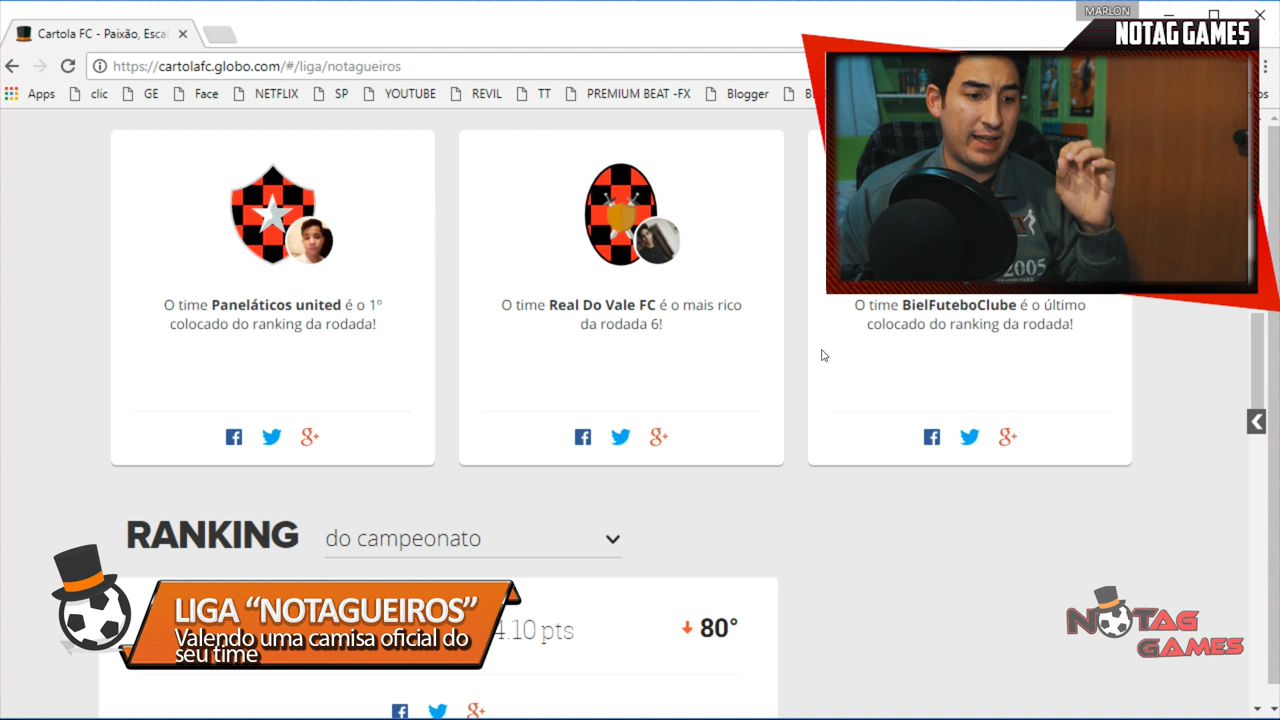 MARLON
Cartola FC - Paixão, Esca
NOTAG GAMES
https://cartolafc.globo.com/#/liga/notagueiros
Apps clic GE Face NETFLIX SP YOUTUBE REVIL TT PREMIUM BEAT -FX Blogger
2005
O time Paneláticos united é o 1º
colocado do ranking da rodada!
O time Real Do Vale FC é o mais rico
da rodada 6!
O time BielFuteboClube é o último
colocado do ranking da rodada!
RANKING do campeonato
LIGA “NOTAGUEIROS”
Valendo uma camisa oficial do
seu time
4.10 pts
80°
NOTAG
GAMES